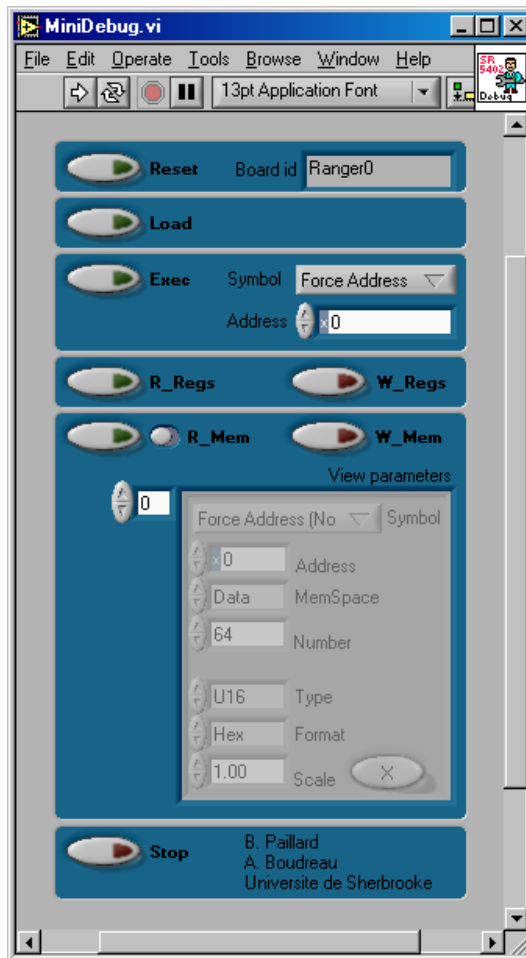 MiniDebug.vi
File Edit Operate Tools Browse Window Help
13pt Application Font
SR
5402
Debug
Reset Board id Ranger0
Load
Exec Symbol Force Address
Address x0
R_Regs W_Regs
R_Mem W_Mem
View parameters
0
Force Address (No Symbol
x0 Address
Data MemSpace
64 Number
U16 Type
Hex Format
1.00 Scale X
Stop B. Paillard
A. Boudreau
Universite de Sherbrooke